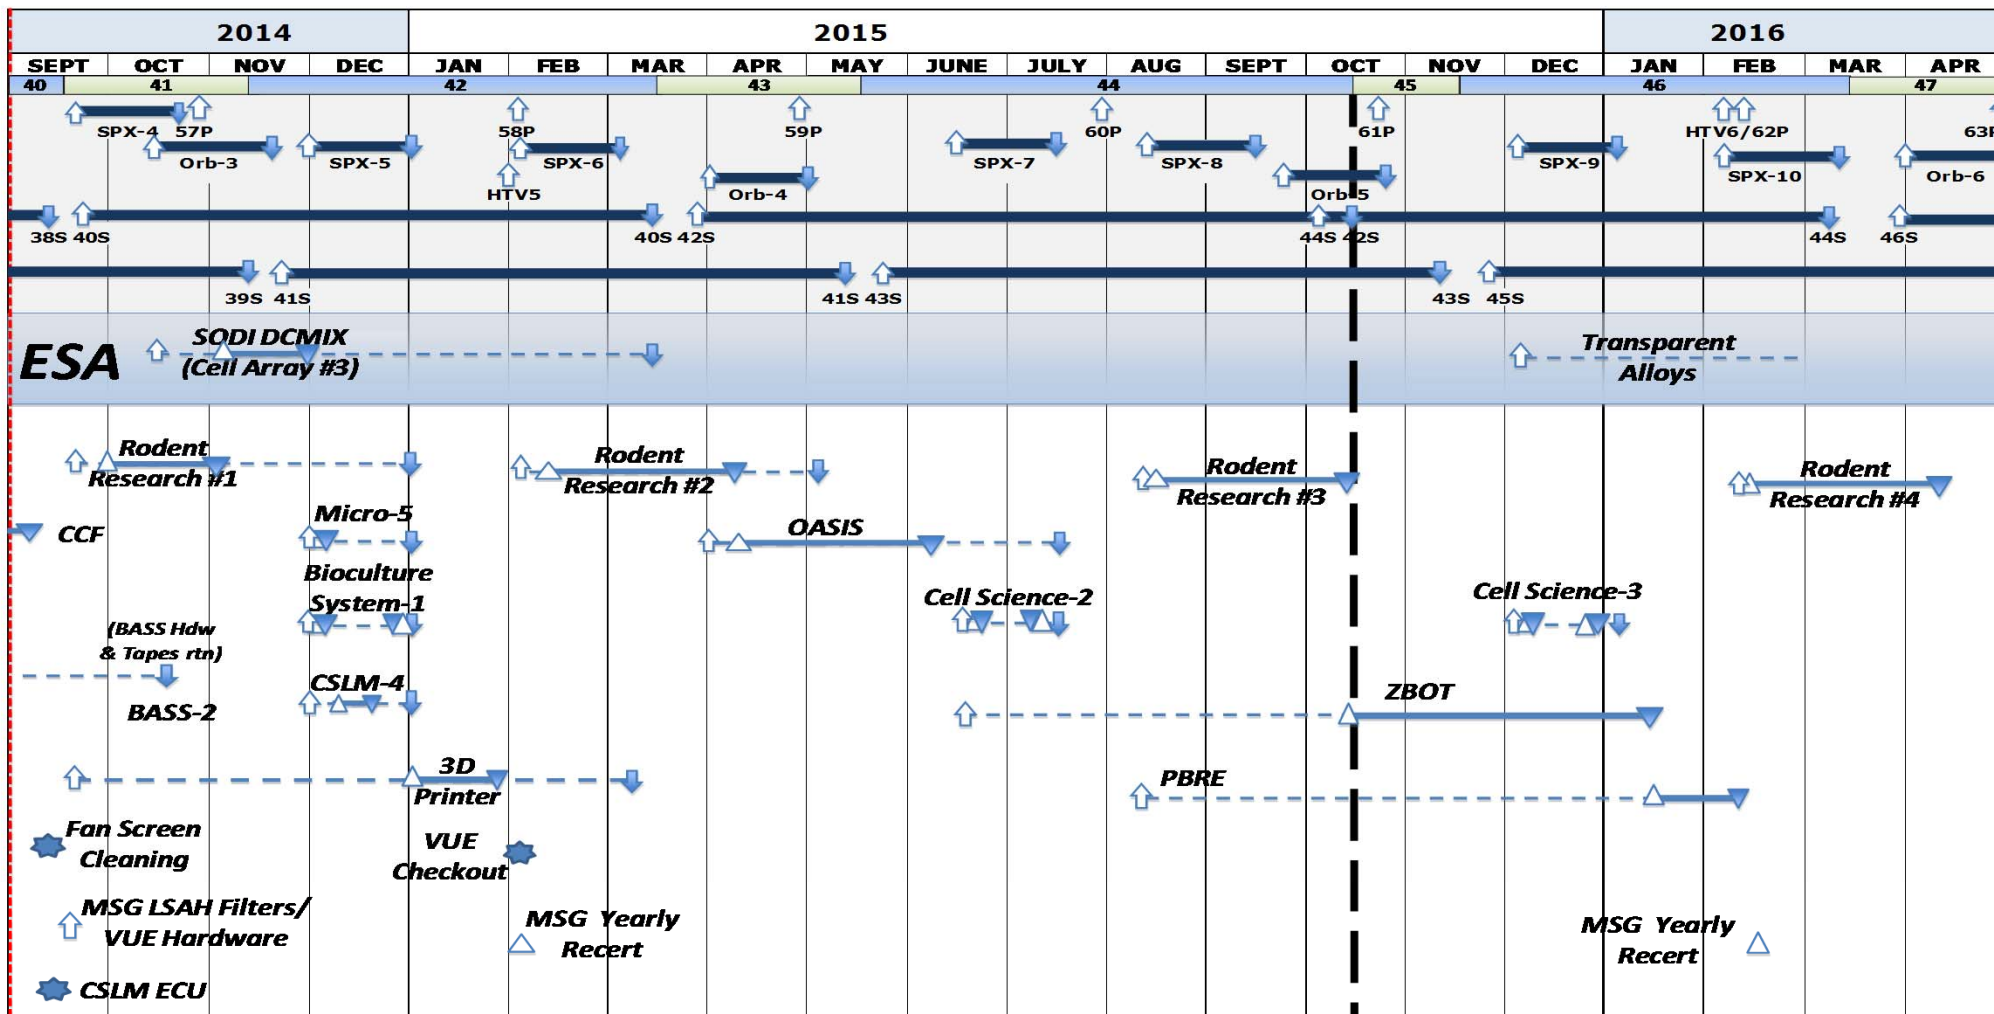 2014 2015 2016
SEPT OCT NOV DEC JAN FEB MAR APR MAY JUNE JULY AUG SEPT OCT NOV DEC JAN FEB MAR APR
40 41 42 43 44 45 46 47
SPX-4 57P 58P 59P 60P 61P HTV6/62P 63P
Orb-3 SPX-5 SPX-6 SPX-7 SPX-8 SPX-9 SPX-10 Orb-6
HTV5 Orb-4 Orb-5
38S 40S 40S 42S 44S 42S 44S 46S
39S 41S 41S 43S 43S 45S
ESA
SODI DCMIX
(Cell Array #3)
Transparent
Alloys
Rodent
Research #1
Rodent
Research #2
Rodent
Research #3
Rodent
Research #4
CCF
Micro-5
OASIS
Bioculture
System-1
Cell Science-2
Cell Science-3
(BASS Hdw
& Tapes rtn)
BASS-2
CSLM-4
ZBOT
3D
Printer
PBRE
Fan Screen
Cleaning
VUE
Checkout
MSG LSAH Filters/
VUE Hardware
MSG Yearly
Recert
MSG Yearly
Recert
CSLM ECU